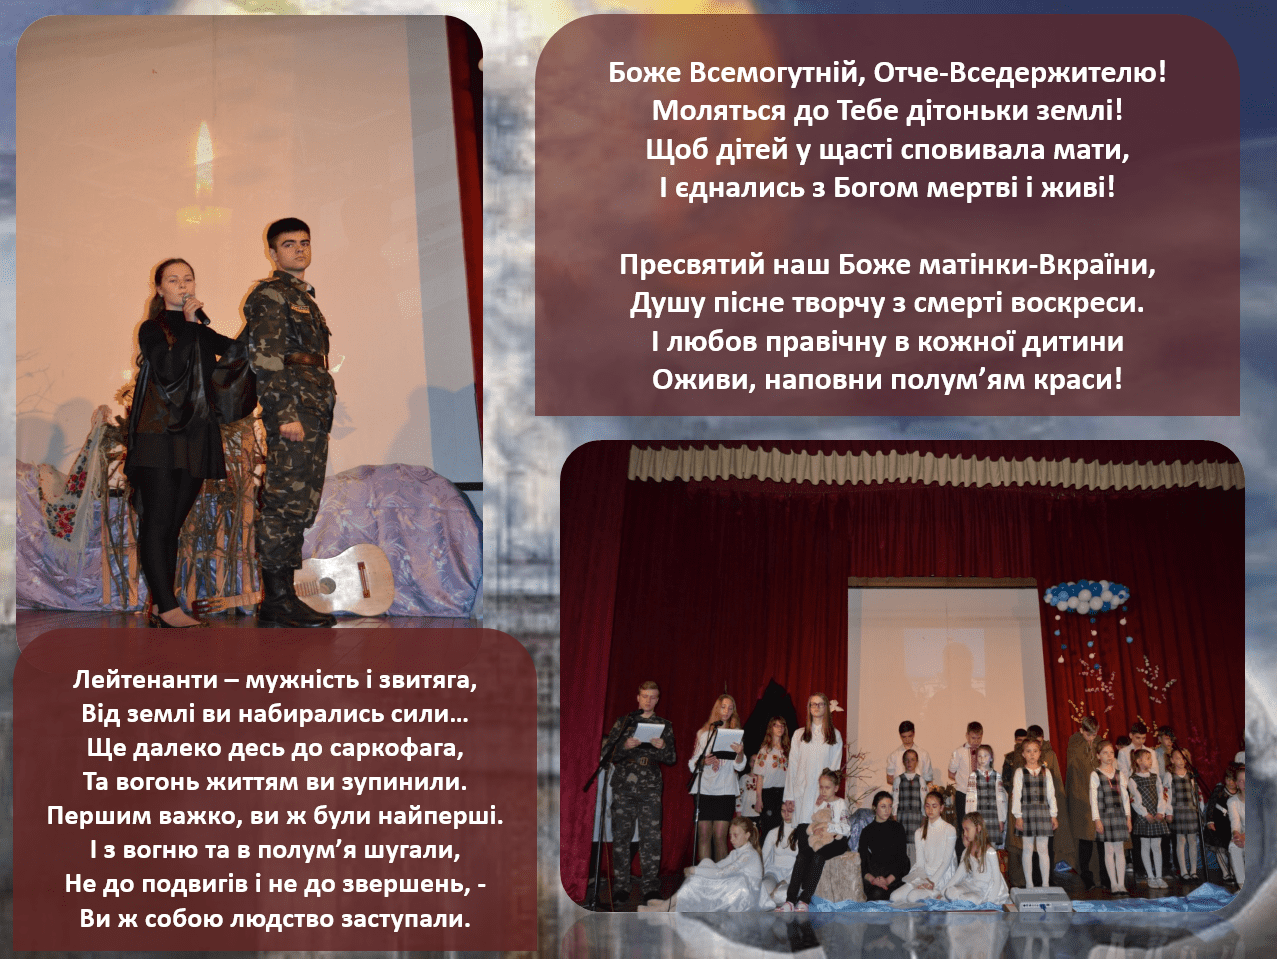 Боже Всемогутній, Отче-Вседержителю!
Моляться до Тебе дітоньки землі!
Щоб дітей у щасті сповивала мати,
І єднались з Богом мертві і живі!
Пресвятий наш Боже матінки-Вкраїни,
Душу пісне творчу з смерті воскреси.
І любов правічну в кожної дитини
Оживи, наповни полум’ям краси!
Лейтенанти – мужність і звитяга,
Від землі ви набирались сили…
Ще далеко десь до саркофага,
Та вогонь життям ви зупинили.
Першим важко, ви ж були найперші.
І з вогню та в полум’я шугали,
Не до подвигів і не до звершень, -
Ви ж собою людство заступали.